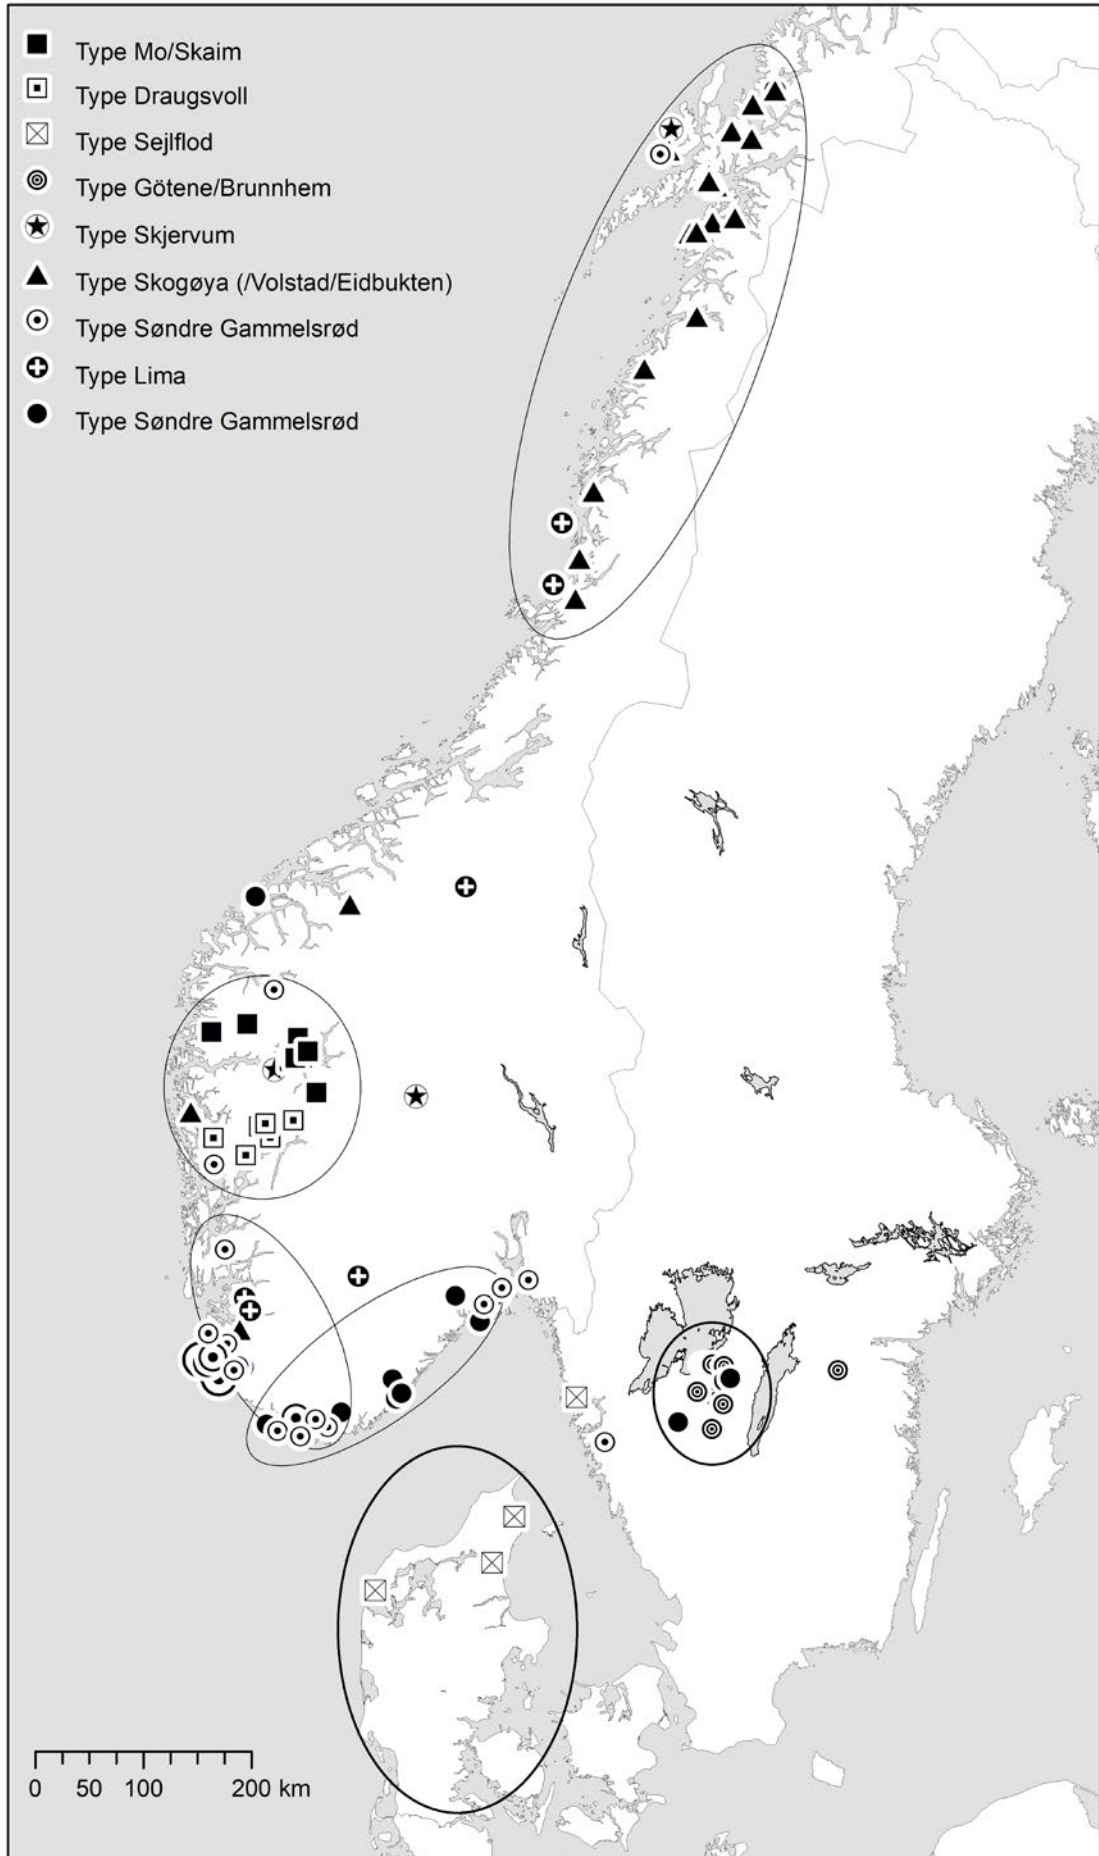 Type Mo/Skaim
Type Draugsvoll
Type Sejlflod
Type Götene/Brunnhem
Type Skjervum
Type Skogøya (/Volstad/Eidbukten)
Type Søndre Gammelsrød
Type Lima
Type Søndre Gammelsrød
0 50 100 200 km